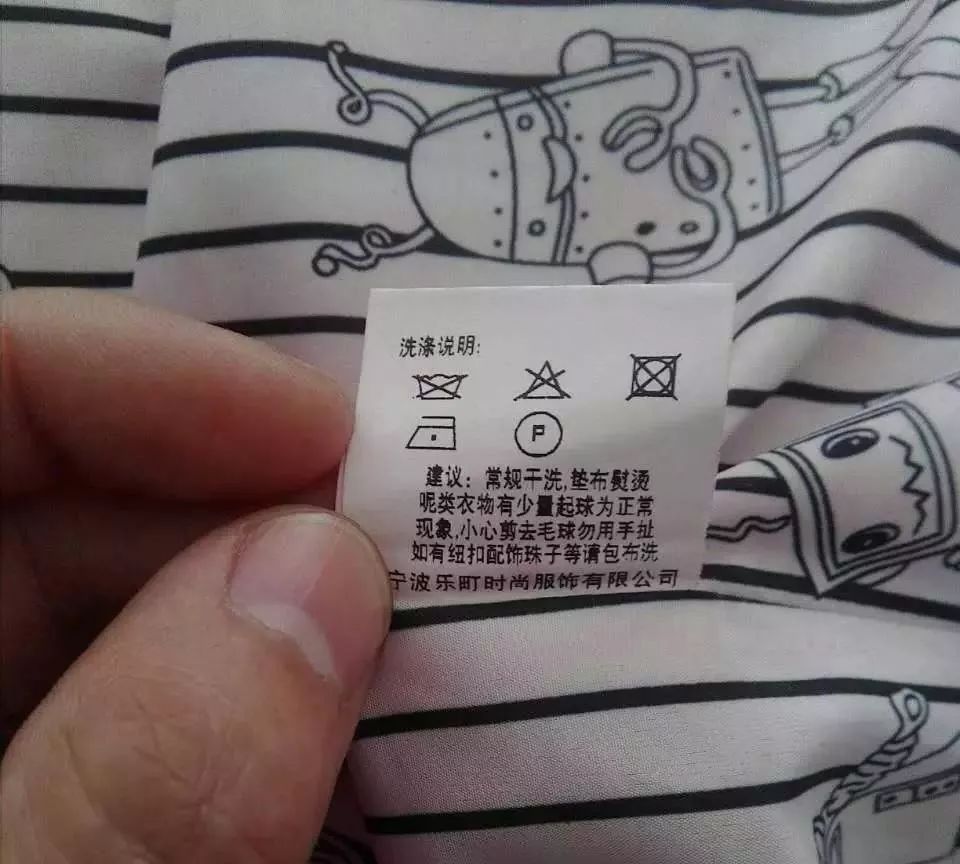 洗涤说明:
P
建议：常规干洗,垫布熨烫
呢类衣物有少量起球为正常
现象,小心剪去毛球勿用手扯
如有纽扣配饰珠子等请包布洗
宁波乐町时尚服饰有限公司